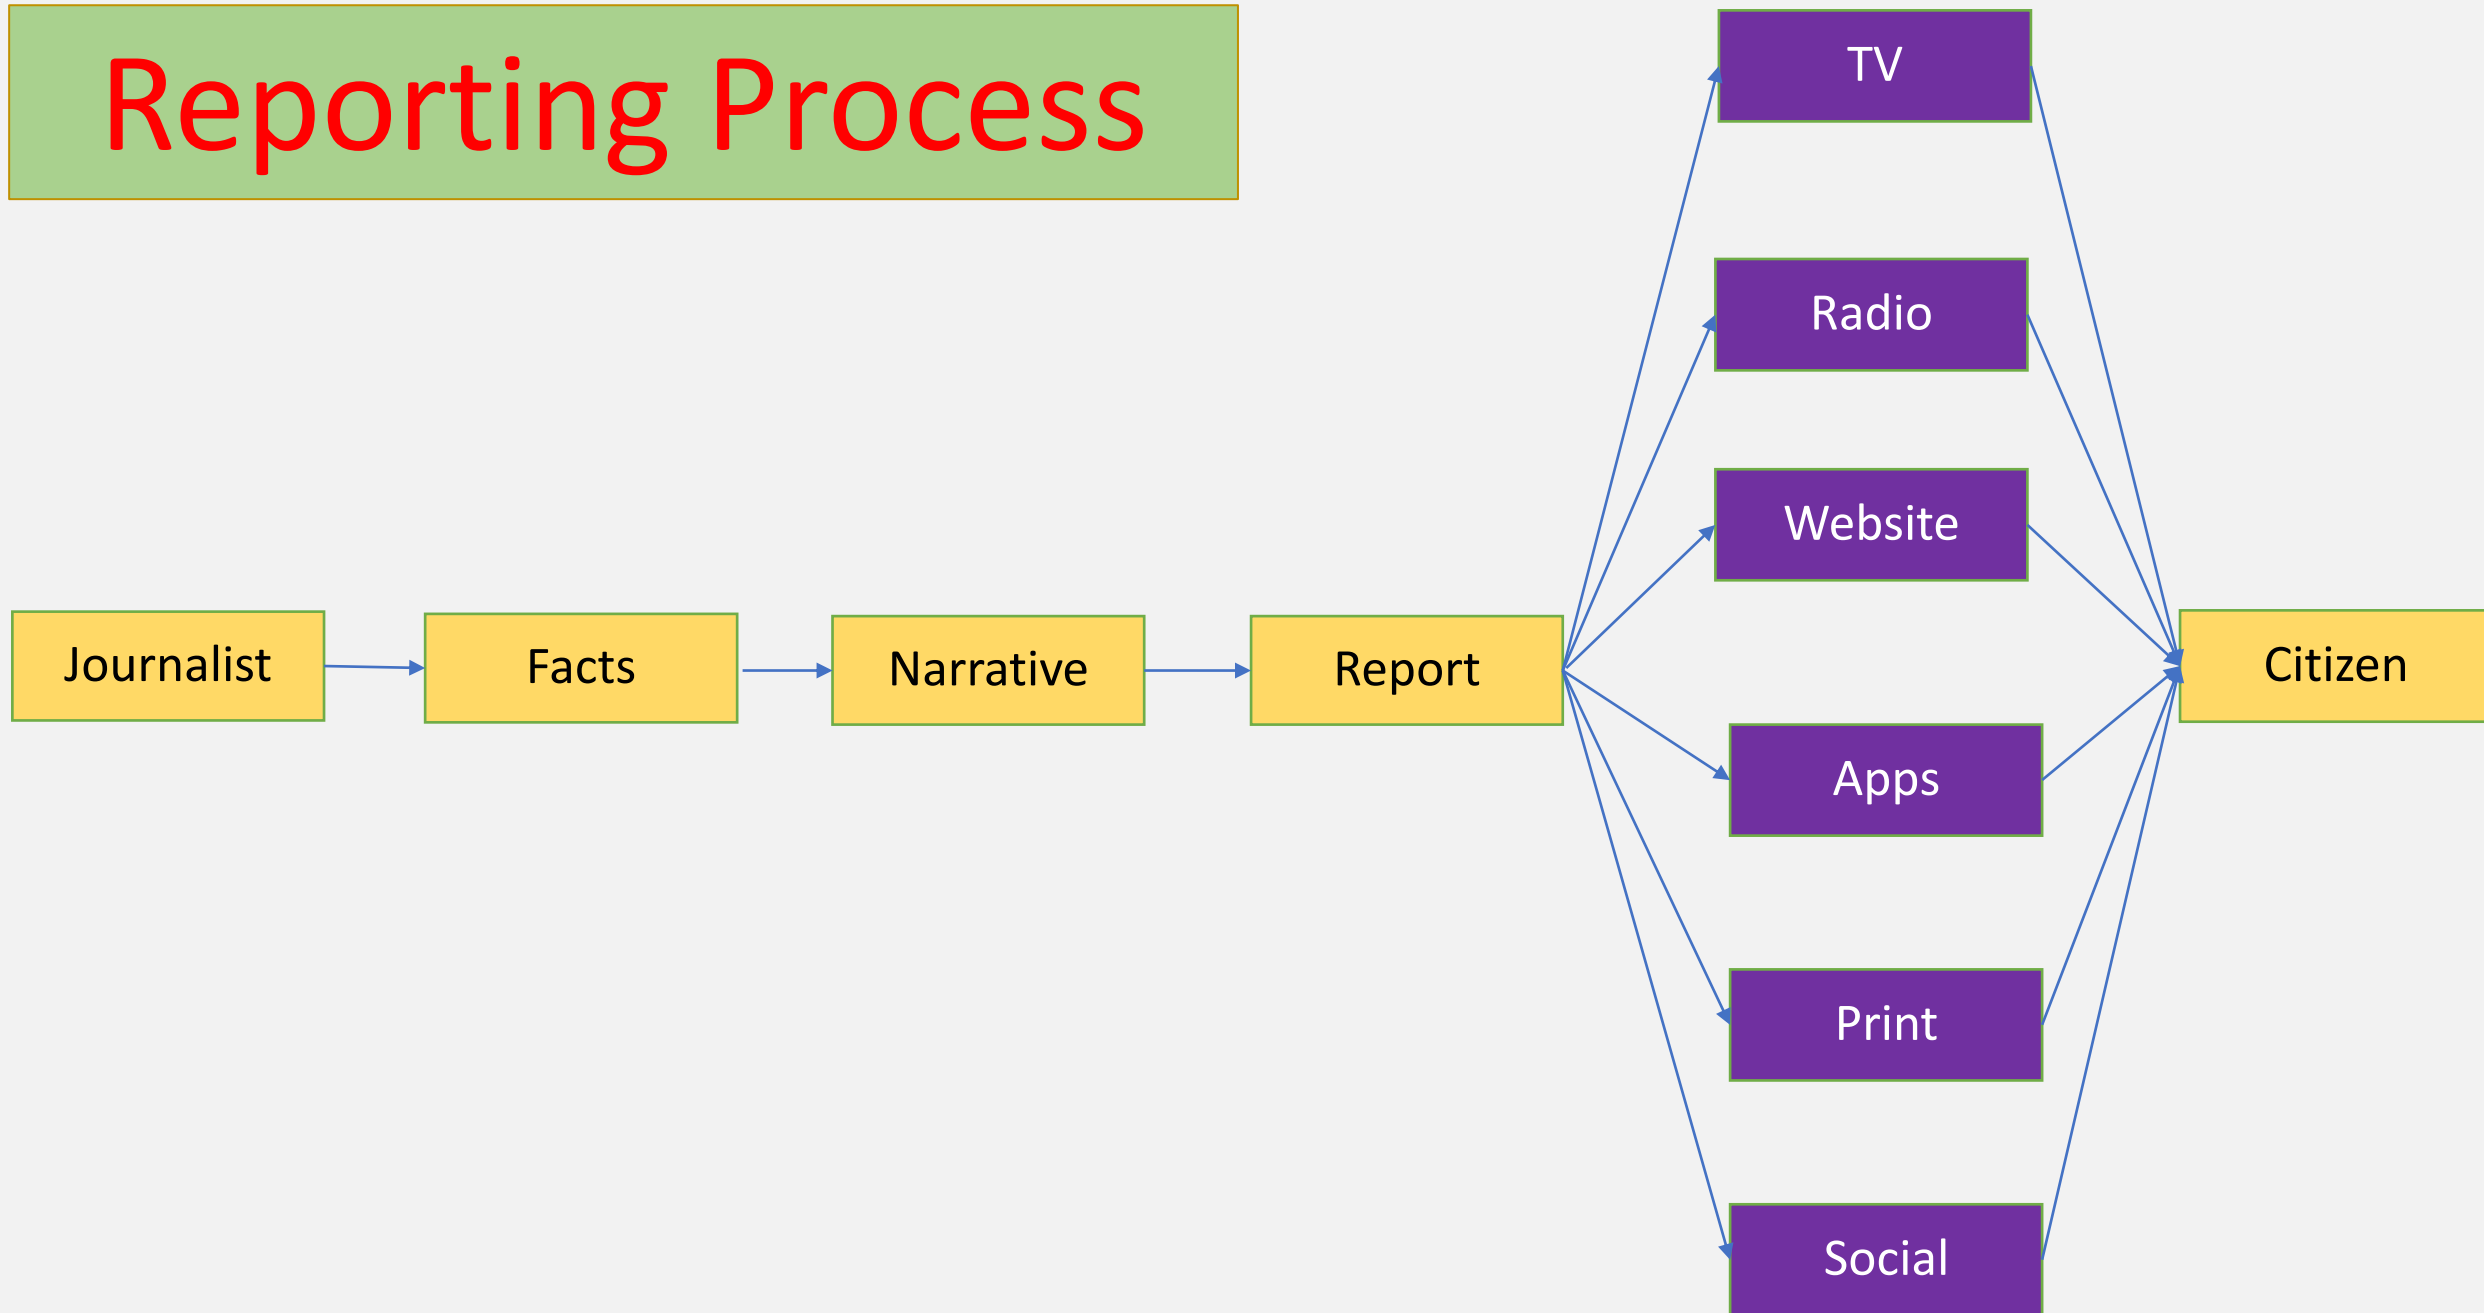 Reporting Process
Journalist
Facts
Narrative
Report
TV
Radio
Website
Apps
Print
Social
Citizen